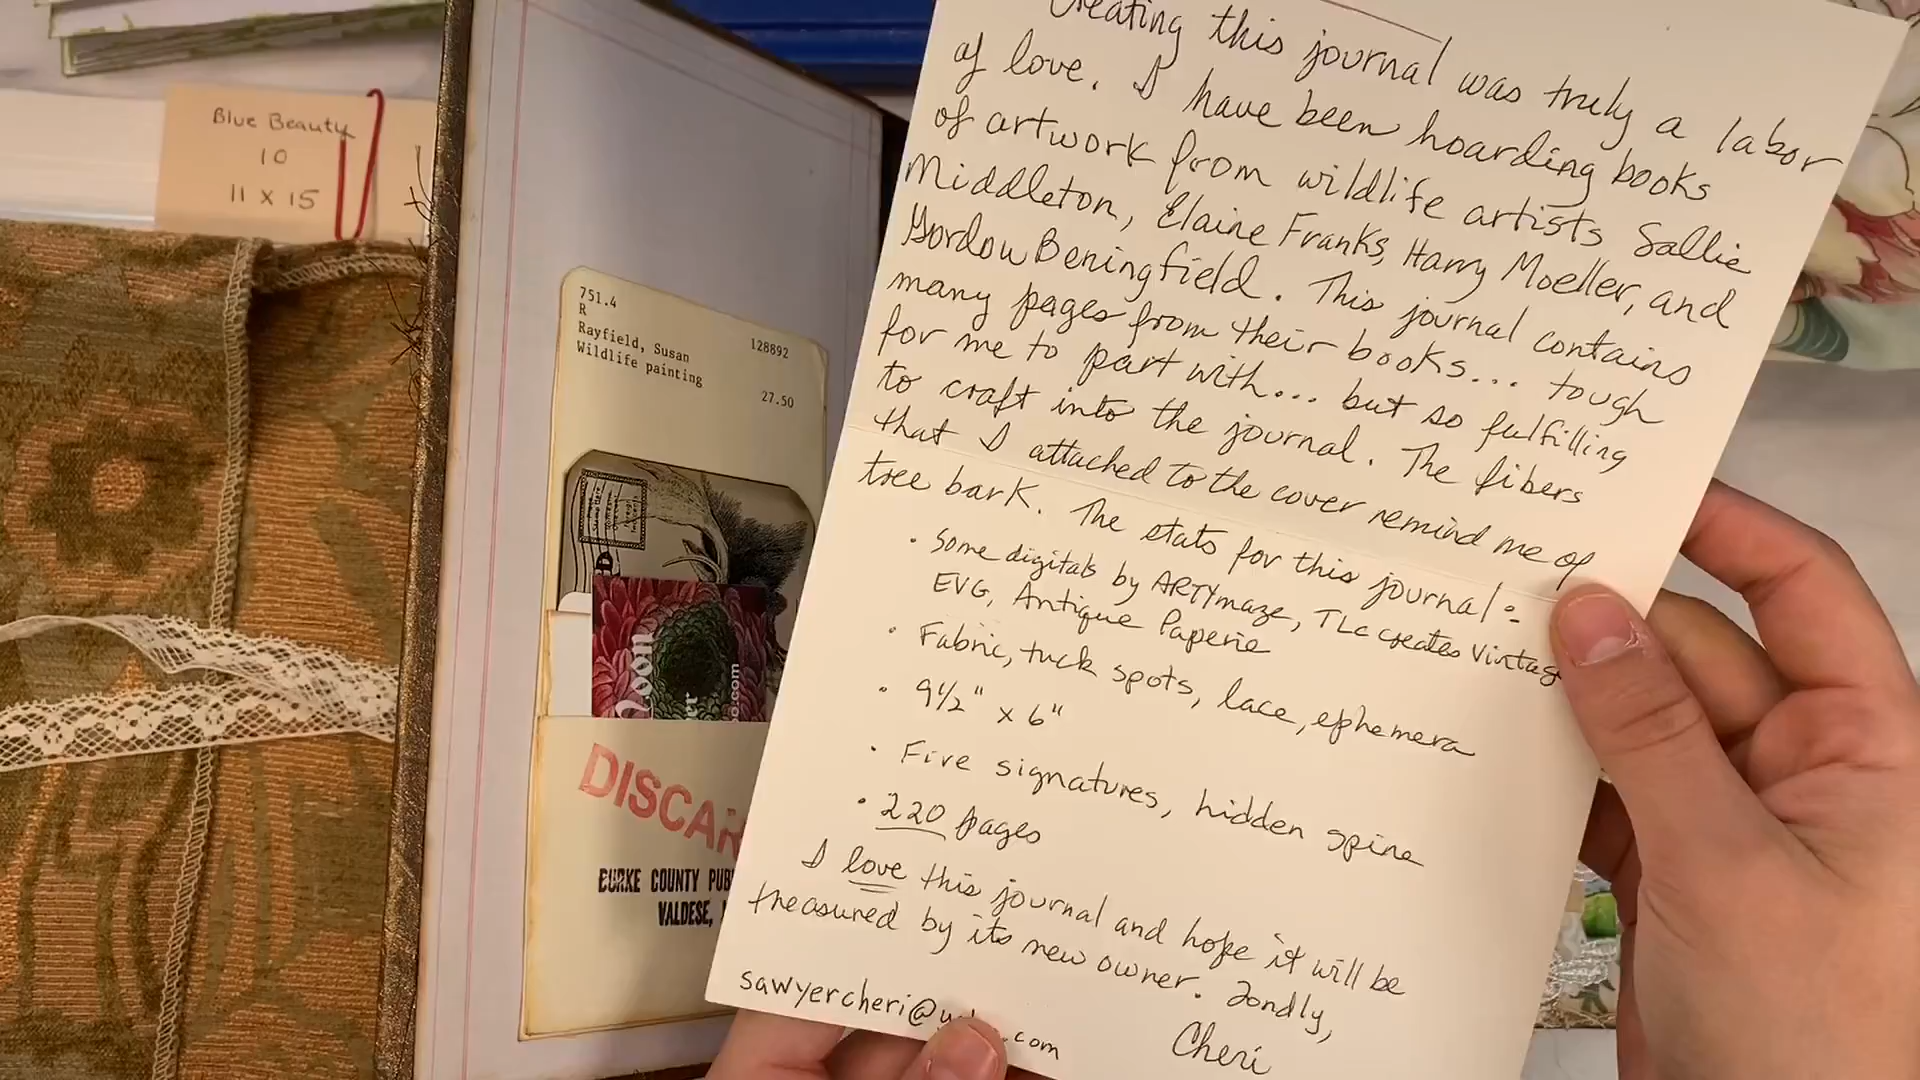 Blue Beauty
10
11 x 15
751.4
R
Rayfield, Susan
Wildlife painting
128892
27.50
DISCAR
BURKE COUNTY PUB
VALDESE,
Creating this journal was truly a labor
of love. I have been hoarding books
of artwork from wildlife artists Sallie
Middleton, Elaine Franks, Harry Moeller, and
Gordon Beningfield. This journal contains
many pages from their books... tough
for me to part with... but so fulfilling
to craft into the journal. The fibers
that I attached to the cover remind me of
tree bark. The stats for this journal:
• Some digitals by ARTYmaze, TLC creates Vintage
EVG, Antique Paperie
• Fabric, tuck spots, lace, ephemera
• 9½" x 6"
• Five signatures, hidden spine
• 220 pages
I love this journal and hope it will be
treasured by its new owner. Fondly,
Cheri
sawyercheri@y .com